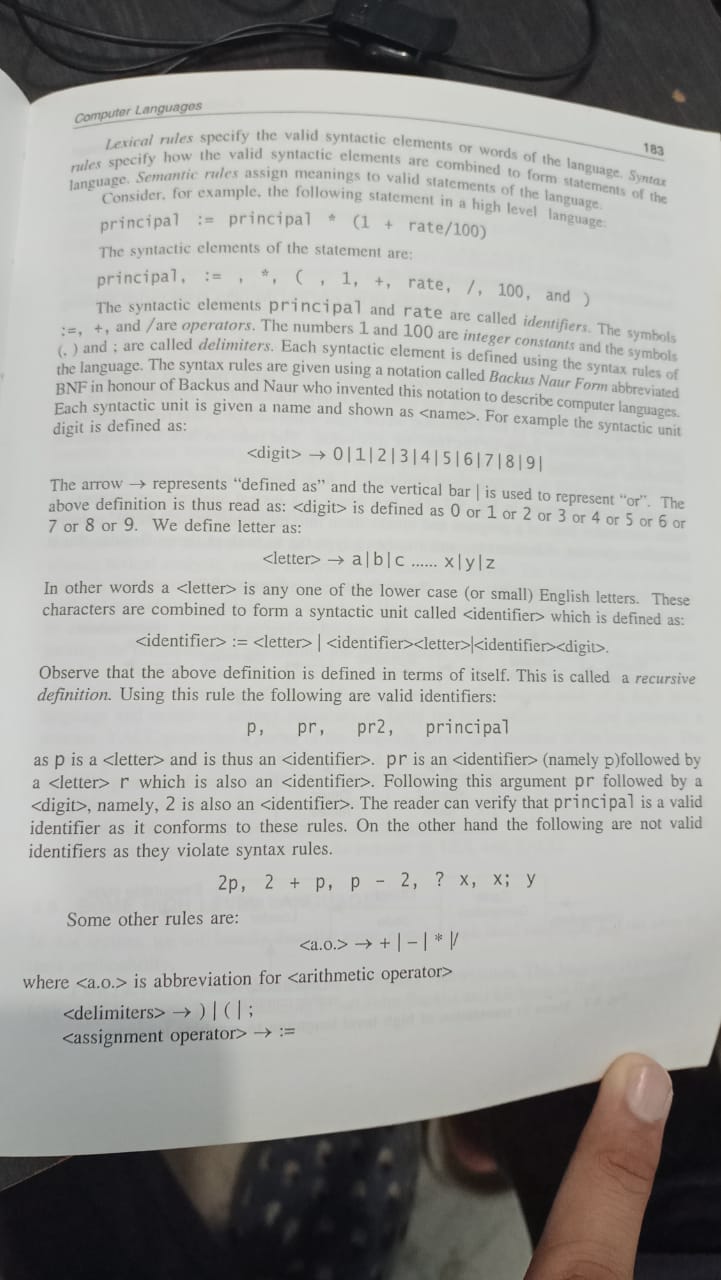 Computer Languages
183
Lexical rules specify the valid syntactic elements or words of the language. Syntax
rules specify how the valid syntactic elements are combined to form statements of the
language. Semantic rules assign meanings to valid statements of the language.
Consider, for example, the following statement in a high level language:
principal := principal * (1 + rate/100)
The syntactic elements of the statement are:
principal, := , *, ( , 1, +, rate, /, 100, and )
The syntactic elements principal and rate are called identifiers. The symbols
:=, +, and /are operators. The numbers 1 and 100 are integer constants and the symbols
(, ) and ; are called delimiters. Each syntactic element is defined using the syntax rules of
the language. The syntax rules are given using a notation called Backus Naur Form abbreviated
BNF in honour of Backus and Naur who invented this notation to describe computer languages.
Each syntactic unit is given a name and shown as <name>. For example the syntactic unit
digit is defined as:
<digit> → 0|1|2|3|4|5|6|7|8|9|
The arrow → represents “defined as” and the vertical bar | is used to represent “or”. The
above definition is thus read as: <digit> is defined as 0 or 1 or 2 or 3 or 4 or 5 or 6 or
7 or 8 or 9. We define letter as:
<letter> → a|b|c ...... x|y|z
In other words a <letter> is any one of the lower case (or small) English letters. These
characters are combined to form a syntactic unit called <identifier> which is defined as:
<identifier> := <letter> | <identifier><letter>|<identifier><digit>.
Observe that the above definition is defined in terms of itself. This is called a recursive
definition. Using this rule the following are valid identifiers:
p, pr, pr2, principal
as p is a <letter> and is thus an <identifier>. pr is an <identifier> (namely p)followed by
a <letter> r which is also an <identifier>. Following this argument pr followed by a
<digit>, namely, 2 is also an <identifier>. The reader can verify that principal is a valid
identifier as it conforms to these rules. On the other hand the following are not valid
identifiers as they violate syntax rules.
2p, 2 + p, p - 2, ? x, x; y
Some other rules are:
<a.o.> → + | – | * |/
where <a.o.> is abbreviation for <arithmetic operator>
<delimiters> → ) | ( | ;
<assignment operator> → :=